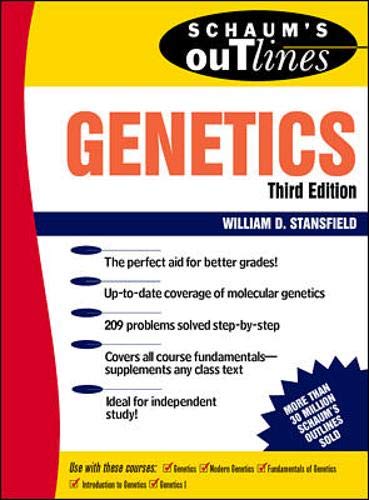 SCHAUM'S
ouTlines
GENETICS
Third Edition
WILLIAM D. STANSFIELD
The perfect aid for better grades!
Up-to-date coverage of molecular genetics
209 problems solved step-by-step
Covers all course fundamentals—
supplements any class text
Ideal for independent
study!
MORE THAN
30 MILLION
SCHAUM'S
OUTLINES
SOLD
Use with these courses: Genetics Modern Genetics Fundamentals of Genetics
Introduction to Genetics Genetics I